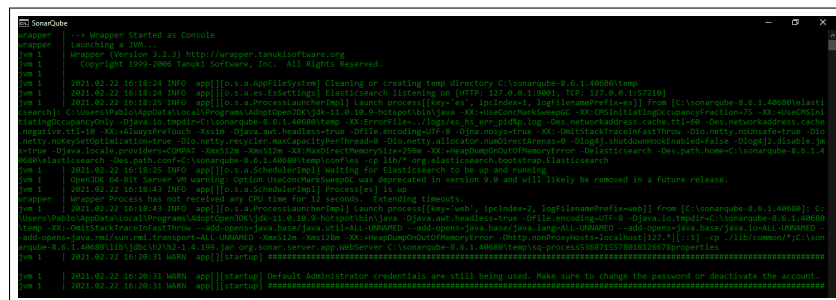 SonarQube
wrapper | --> Wrapper Started as Console
wrapper | Launching a JVM...
jvm 1 | Wrapper (Version 3.2.3) http://wrapper.tanukisoftware.org
jvm 1 | Copyright 1999-2006 Tanuki Software, Inc. All Rights Reserved.
jvm 1 |
jvm 1 | 2021.02.22 16:18:24 INFO app[][o.s.a.AppFileSystem] Cleaning or creating temp directory C:\sonarqube-8.6.1.40680\temp
jvm 1 | 2021.02.22 16:18:24 INFO app[][o.s.a.es.EsSettings] Elasticsearch listening on [HTTP: 127.0.0.1:9001, TCP: 127.0.0.1:57210]
jvm 1 | 2021.02.22 16:18:25 INFO app[][o.s.a.ProcessLauncherImpl] Launch process[[key='es', ipcIndex=1, logFilenamePrefix=es]] from [C:\sonarqube-8.6.1.40680\elasti
csearch]: C:\Users\Pablo\AppData\Local\Programs\AdoptOpenJDK\jdk-11.0.10.9-hotspot\bin\java -XX:+UseConcMarkSweepGC -XX:CMSInitiatingOccupancyFraction=75 -XX:+UseCMSIni
tiatingOccupancyOnly -Djava.io.tmpdir=C:\sonarqube-8.6.1.40680\temp -XX:ErrorFile=../logs/es_hs_err_pid%p.log -Des.networkaddress.cache.ttl=60 -Des.networkaddress.cache
.negative.ttl=10 -XX:+AlwaysPreTouch -Xss1m -Djava.awt.headless=true -Dfile.encoding=UTF-8 -Djna.nosys=true -XX:-OmitStackTraceInFastThrow -Dio.netty.noUnsafe=true -Dio
.netty.noKeySetOptimization=true -Dio.netty.recycler.maxCapacityPerThread=0 -Dio.netty.allocator.numDirectArenas=0 -Dlog4j.shutdownHookEnabled=false -Dlog4j2.disable.jm
x=true -Djava.locale.providers=COMPAT -Xmx512m -Xms512m -XX:MaxDirectMemorySize=256m -XX:+HeapDumpOnOutOfMemoryError -Delasticsearch -Des.path.home=C:\sonarqube-8.6.1.4
0680\elasticsearch -Des.path.conf=C:\sonarqube-8.6.1.40680\temp\conf\es -cp lib/* org.elasticsearch.bootstrap.Elasticsearch
jvm 1 | 2021.02.22 16:18:25 INFO app[][o.s.a.SchedulerImpl] Waiting for Elasticsearch to be up and running
jvm 1 | OpenJDK 64-Bit Server VM warning: Option UseConcMarkSweepGC was deprecated in version 9.0 and will likely be removed in a future release.
jvm 1 | 2021.02.22 16:18:43 INFO app[][o.s.a.SchedulerImpl] Process[es] is up
wrapper | Wrapper Process has not received any CPU time for 12 seconds. Extending timeouts.
jvm 1 | 2021.02.22 16:18:43 INFO app[][o.s.a.ProcessLauncherImpl] Launch process[[key='web', ipcIndex=2, logFilenamePrefix=web]] from [C:\sonarqube-8.6.1.40680]: C:
\Users\Pablo\AppData\Local\Programs\AdoptOpenJDK\jdk-11.0.10.9-hotspot\bin\java -Djava.awt.headless=true -Dfile.encoding=UTF-8 -Djava.io.tmpdir=C:\sonarqube-8.6.1.40680
\temp -XX:-OmitStackTraceInFastThrow --add-opens=java.base/java.util=ALL-UNNAMED --add-opens=java.base/java.lang=ALL-UNNAMED --add-opens=java.base/java.io=ALL-UNNAMED -
-add-opens=java.rmi/sun.rmi.transport=ALL-UNNAMED -Xmx512m -Xms128m -XX:+HeapDumpOnOutOfMemoryError -Dhttp.nonProxyHosts=localhost|127.*|[::1] -cp ./lib/common/*;C:\son
arqube-8.6.1.40680\lib\jdbc\h2\h2-1.4.199.jar org.sonar.server.app.WebServer C:\sonarqube-8.6.1.40680\temp\sq-process5368715578018126678properties
jvm 1 | 2021.02.22 16:20:31 WARN app[][startup] ####################################################################################################################
jvm 1 | 2021.02.22 16:20:31 WARN app[][startup] Default Administrator credentials are still being used. Make sure to change the password or deactivate the account.
jvm 1 | 2021.02.22 16:20:31 WARN app[][startup] ####################################################################################################################